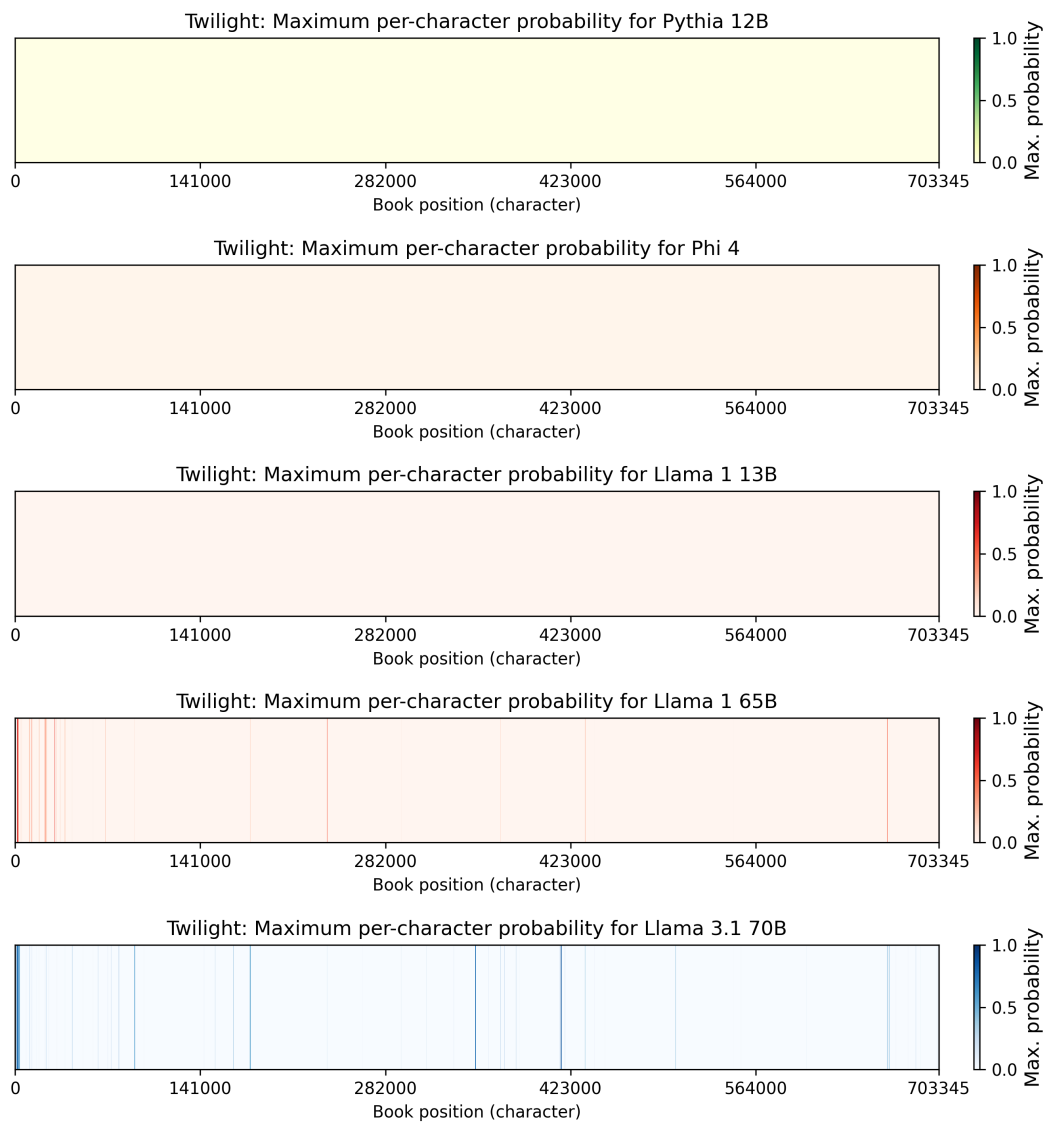 Twilight: Maximum per-character probability for Pythia 12B
1.0
0.5
0.0
Max. probability
0 141000 282000 423000 564000 703345
Book position (character)
Twilight: Maximum per-character probability for Phi 4
1.0
0.5
0.0
Max. probability
0 141000 282000 423000 564000 703345
Book position (character)
Twilight: Maximum per-character probability for Llama 1 13B
1.0
0.5
0.0
Max. probability
0 141000 282000 423000 564000 703345
Book position (character)
Twilight: Maximum per-character probability for Llama 1 65B
1.0
0.5
0.0
Max. probability
0 141000 282000 423000 564000 703345
Book position (character)
Twilight: Maximum per-character probability for Llama 3.1 70B
1.0
0.5
0.0
Max. probability
0 141000 282000 423000 564000 703345
Book position (character)